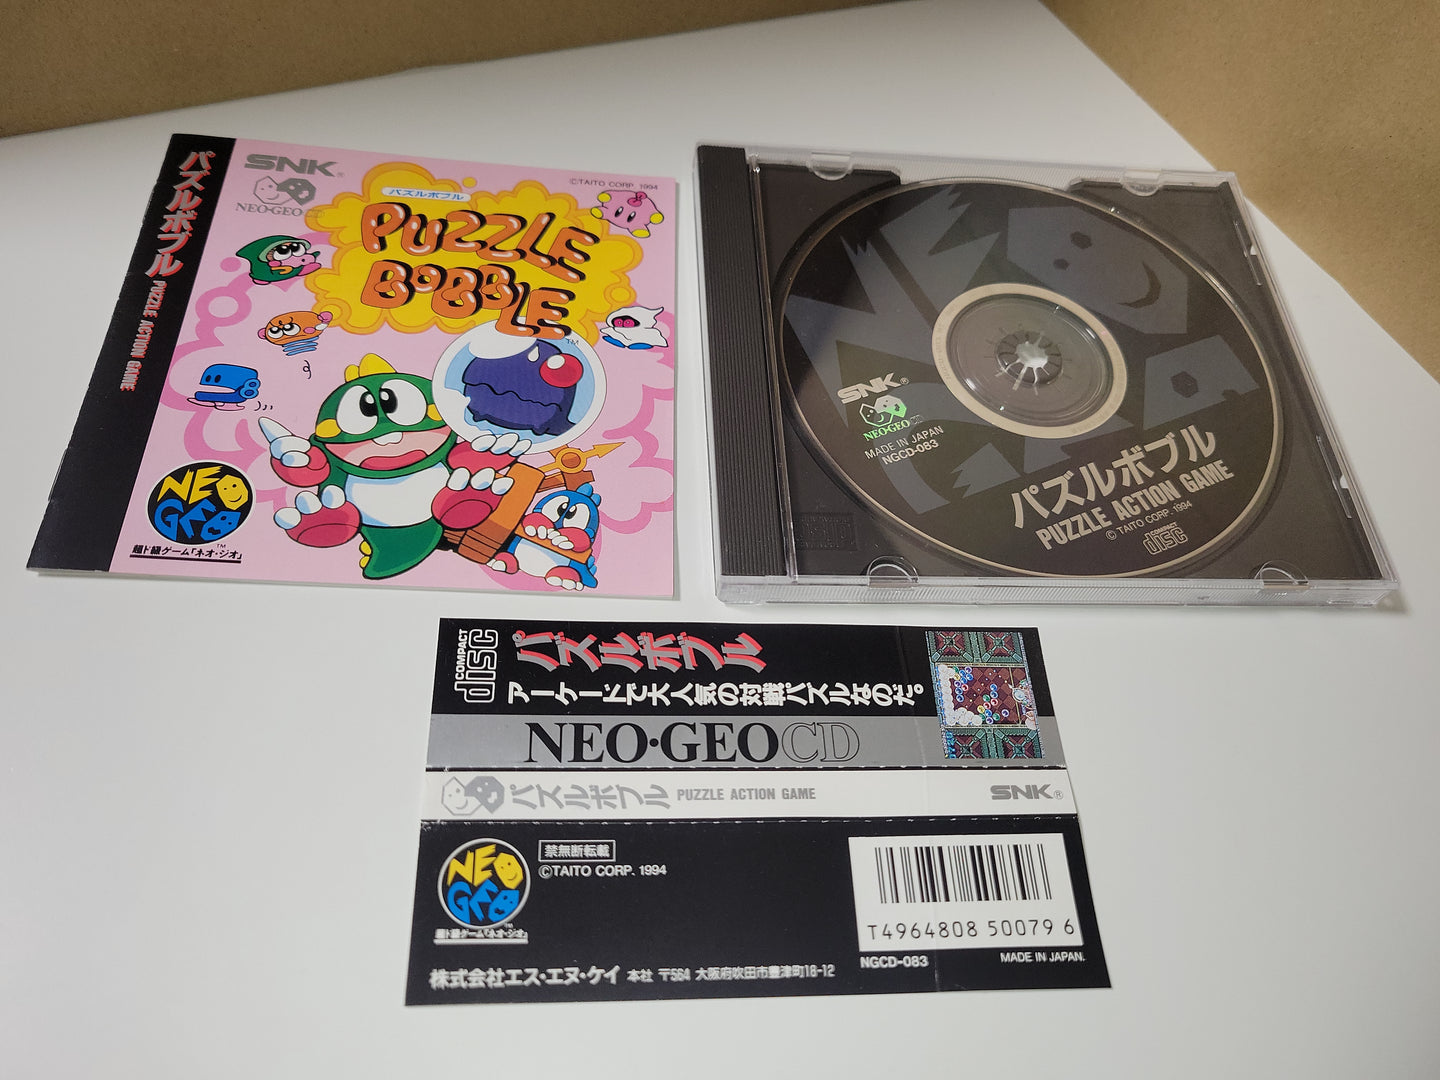 パズルボブル PUZZLE ACTION GAME
SNK®
NEO·GEO CD
©TAITO CORP. 1994
パズルボブル
PUZZLE
BOBBLE
TM
NEO
GEO
TM
超ド級ゲーム「ネオ・ジオ」
SNK®
NEO·GEO CD
MADE IN JAPAN
NGCD-083
パズルボブル
PUZZLE ACTION GAME
© TAITO CORP. 1994
COMPACT
disc
COMPACT
disc
パズルボブル
アーケードで大人気の対戦パズルなのだ。
NEO·GEO CD
パズルボブル PUZZLE ACTION GAME
SNK®
NEO
GEO
TM
超ド級ゲーム「ネオ・ジオ」
禁無断転載
©TAITO CORP. 1994
株式会社エス・エヌ・ケイ 本社 〒564 大阪府吹田市豊津町18-12
T4964808 50079 6
NGCD-083
MADE IN JAPAN.